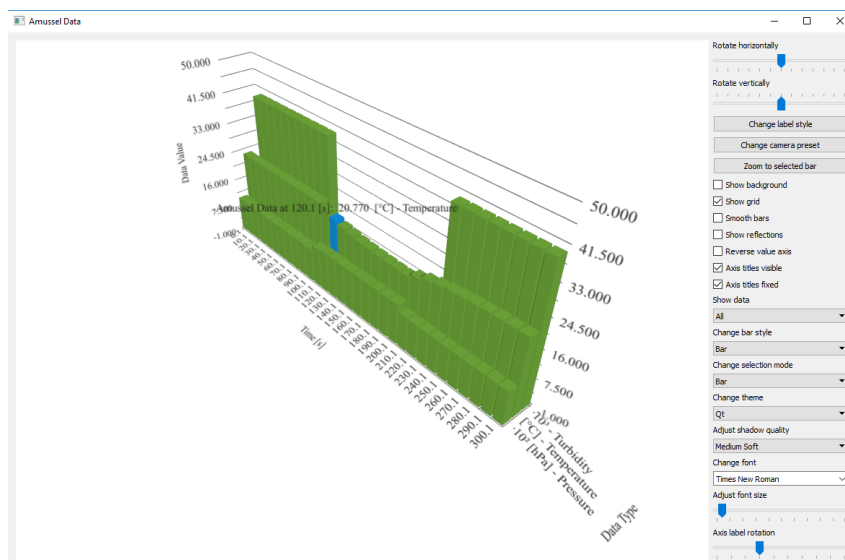 Amussel Data
50.000
41.500
33.000
24.500
16.000
-1.000
Data Value
Amussel Data at 120.1 [s]: 20.770 [°C] - Temperature
10.1
20.1
30.1
40.1
50.1
60.1
70.1
80.1
90.1
100.1
110.1
120.1
130.1
140.1
150.1
160.1
170.1
180.1
190.1
200.1
210.1
220.1
230.1
240.1
250.1
260.1
270.1
280.1
290.1
300.1
Time [s]
50.000
41.500
33.000
24.500
16.000
7.500
-1.000
- Turbidity
[°C] - Temperature
[hPa] - Pressure
Data Type
Rotate horizontally
Rotate vertically
Change label style
Change camera preset
Zoom to selected bar
Show background
Show grid
Smooth bars
Show reflections
Reverse value axis
Axis titles visible
Axis titles fixed
Show data
All
Change bar style
Bar
Change selection mode
Bar
Change theme
Qt
Adjust shadow quality
Medium Soft
Change font
Times New Roman
Adjust font size
Axis label rotation